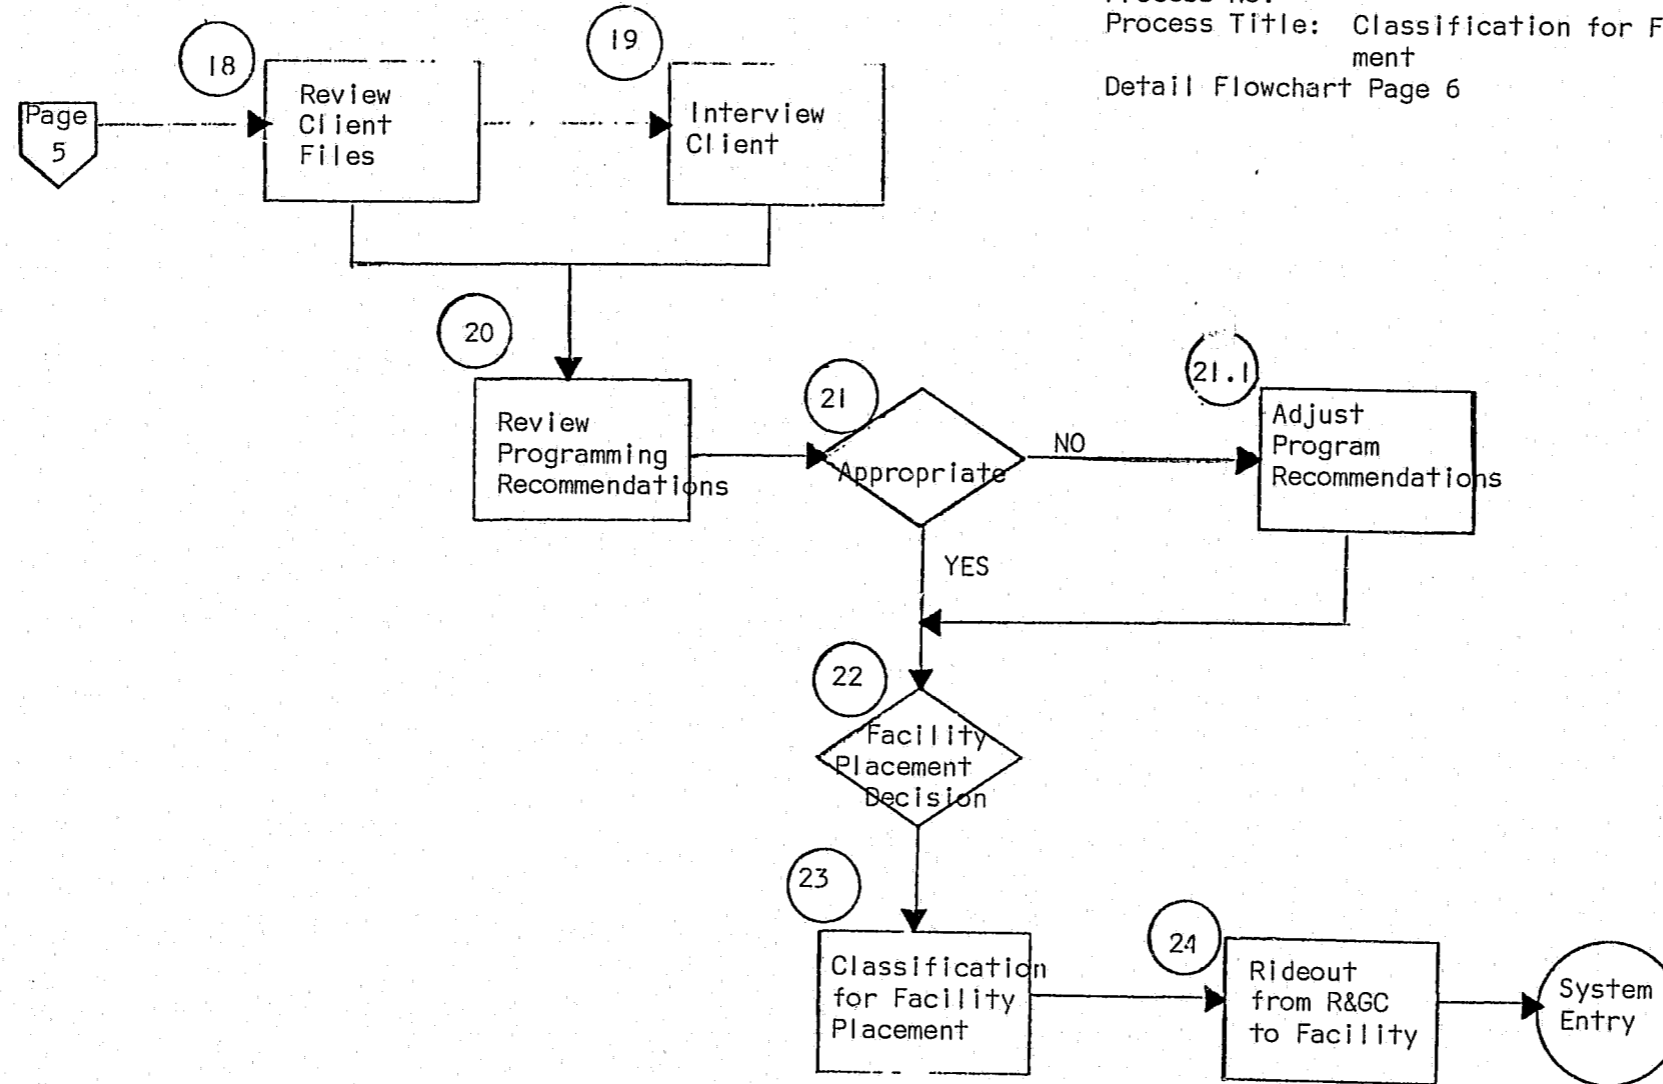 Process Title: Classification for F
ment
Detail Flowchart Page 6
Page
5
18
Review
Client
Files
19
Interview
Client
20
Review
Programming
Recommendations
21
Appropriate
NO
21.1
Adjust
Program
Recommendations
YES
22
Facility
Placement
Decision
23
Classification
for Facility
Placement
24
Rideout
from R&GC
to Facility
System
Entry